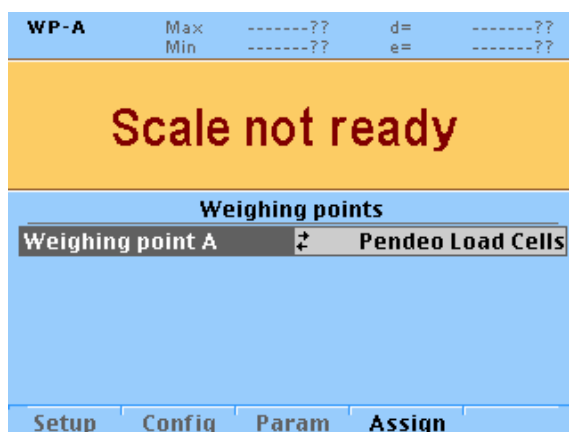 WP-A Max -------?? d= -------??
Min -------?? e= -------??
Scale not ready
Weighing points
Weighing point A ⇄ Pendeo Load Cells
Setup Config Param Assign